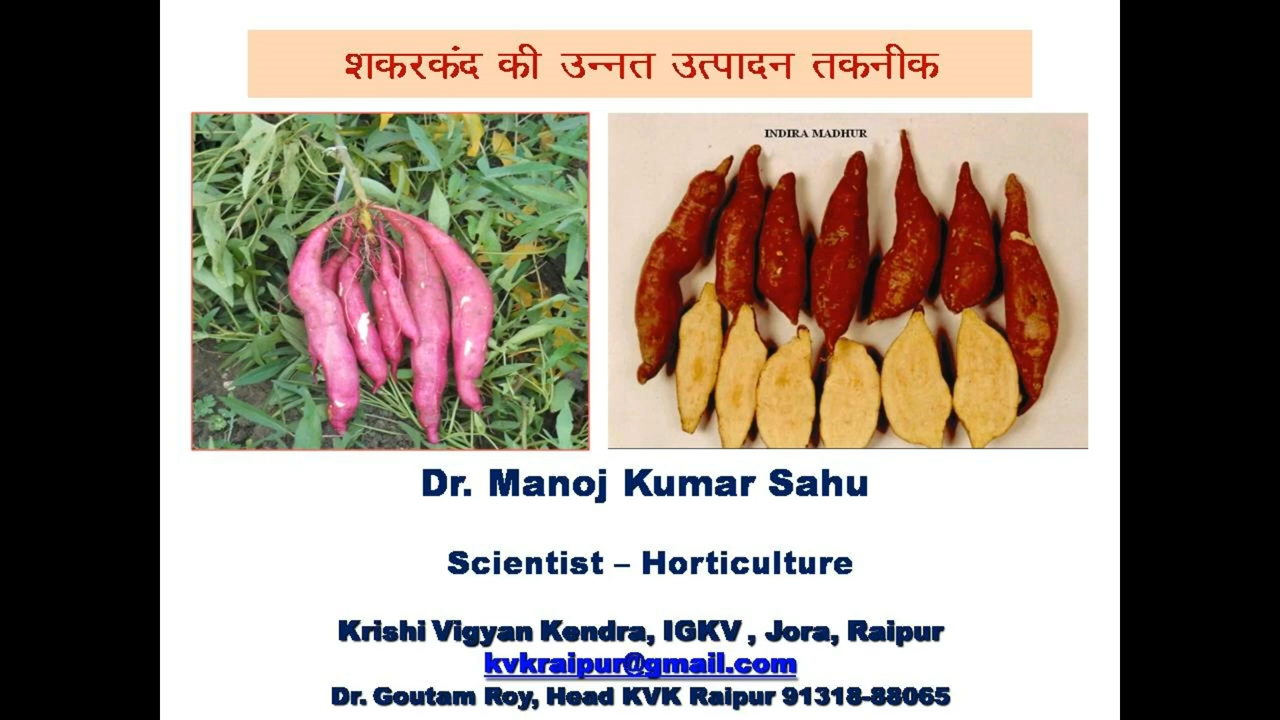 शकरकंद की उन्नत उत्पादन तकनीक
INDIRA MADHUR
Dr. Manoj Kumar Sahu
Scientist – Horticulture
Krishi Vigyan Kendra, IGKV , Jora, Raipur
kvkraipur@gmail.com
Dr. Goutam Roy, Head KVK Raipur 91318-88065